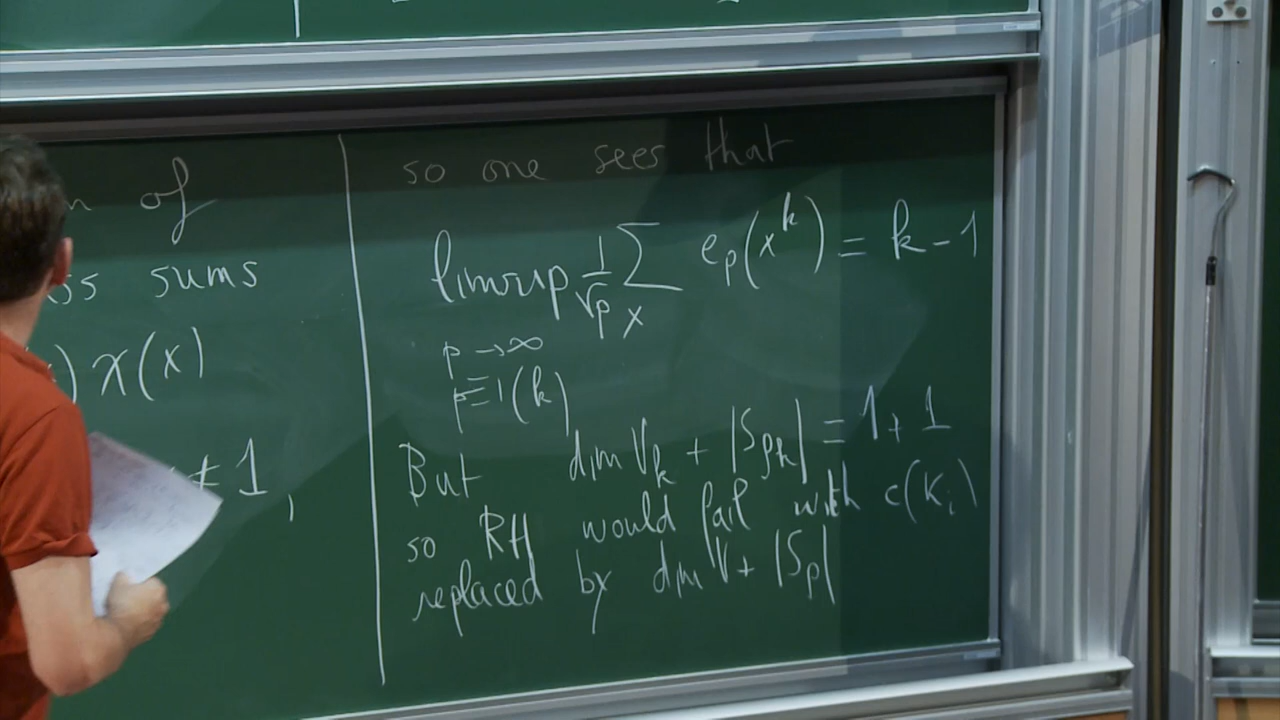 of
sums
) χ(x)
≠ 1,
so one sees that
limsup 1/√p Σ_x e_p(x^k) = k - 1
p → ∞
p ≡ 1 (k)
But dim V_k + |S_{ρ_k}| = 1 + 1
so RH would fail with c(K_i)
replaced by dim V + |S_ρ|